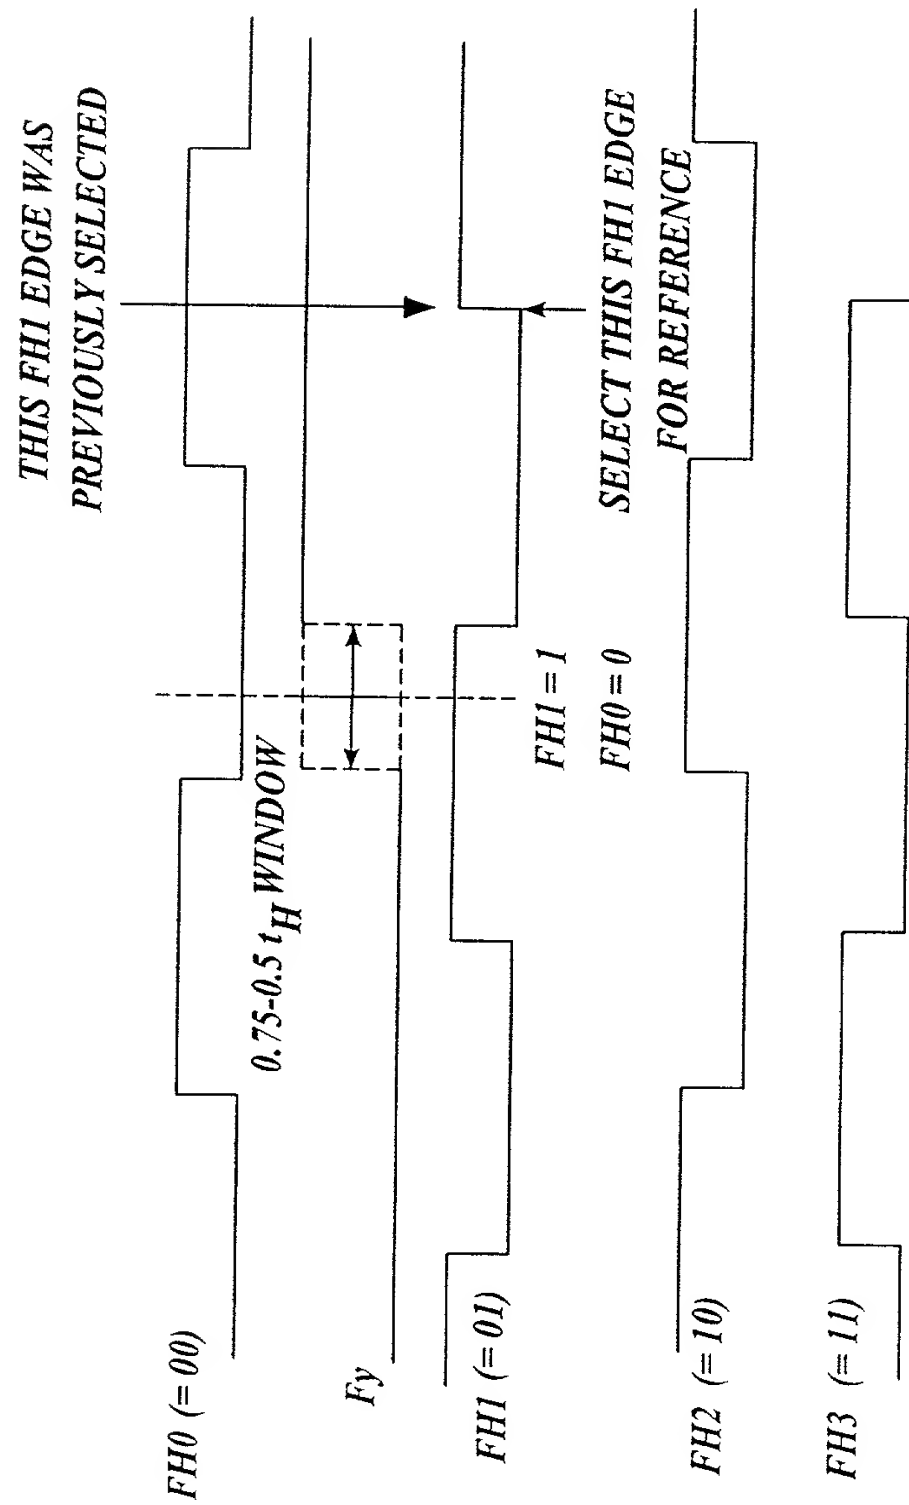 THIS FH1 EDGE WAS
PREVIOUSLY SELECTED
FH0 (= 00)
0.75-0.5 tH WINDOW
Fy
FH1 (= 01)
FH1 = 1
FH0 = 0
SELECT THIS FH1 EDGE
FOR REFERENCE
FH2 (= 10)
FH3 (= 11)